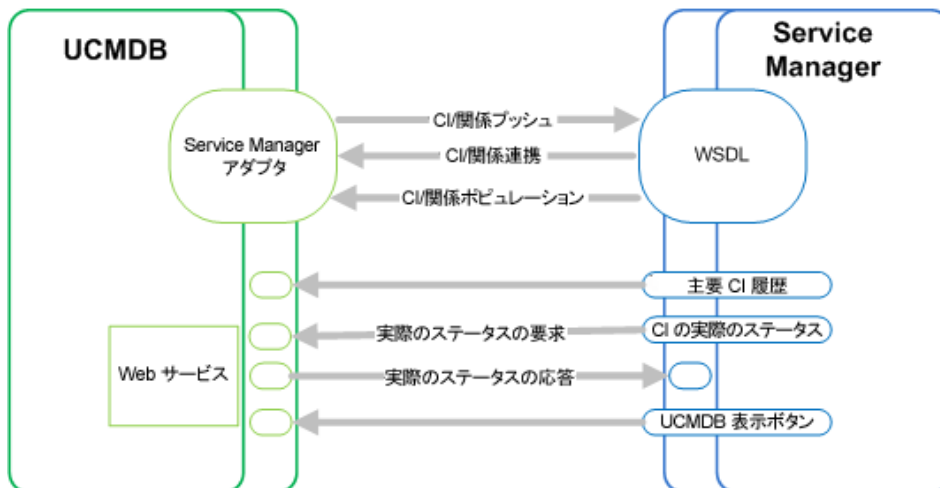 UCMDB
Service
Manager
Service Manager
アダプタ
CI/関係プッシュ
CI/関係連携
CI/関係ポピュレーション
WSDL
主要 CI 履歴
実際のステータスの要求
CI の実際のステータス
Web サービス
実際のステータスの応答
UCMDB 表示ボタン